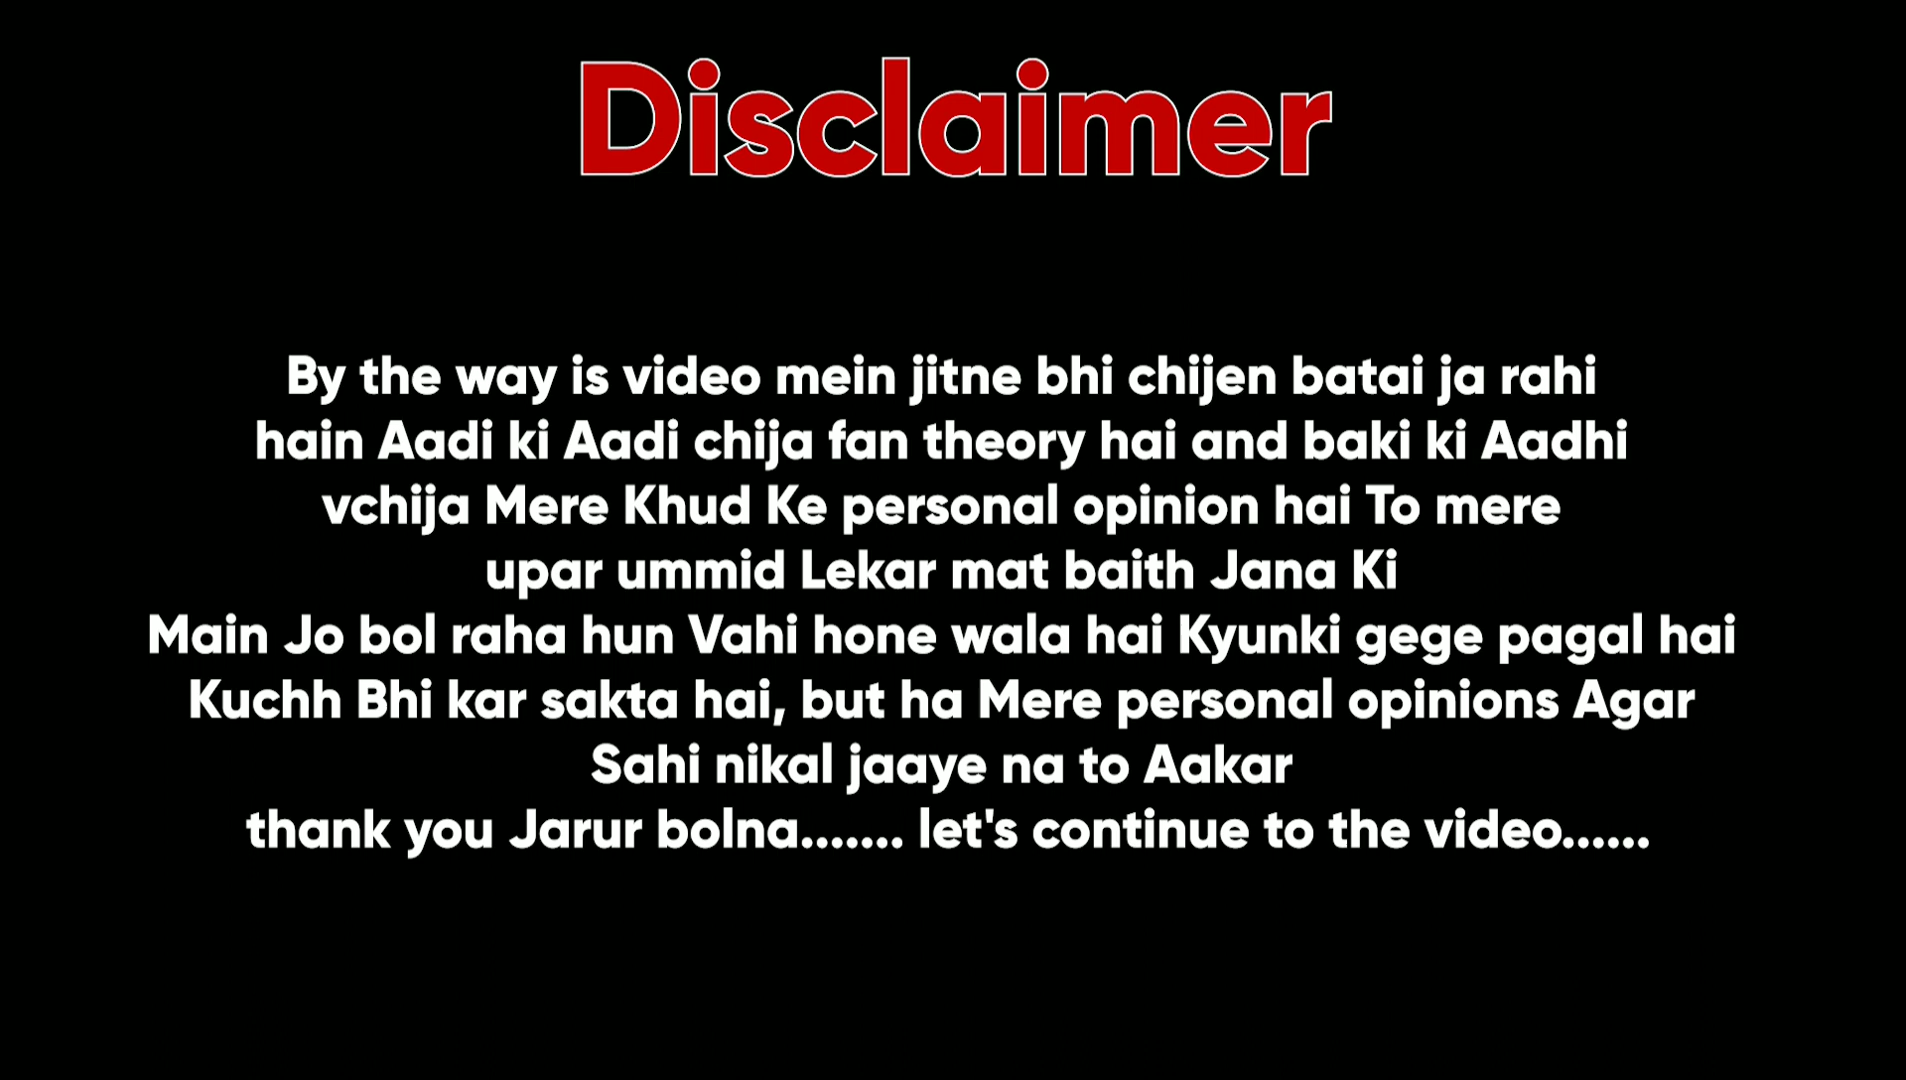 Disclaimer
By the way is video mein jitne bhi chijen batai ja rahi
hain Aadi ki Aadi chija fan theory hai and baki ki Aadhi
vchija Mere Khud Ke personal opinion hai To mere
upar ummid Lekar mat baith Jana Ki
Main Jo bol raha hun Vahi hone wala hai Kyunki gege pagal hai
Kuchh Bhi kar sakta hai, but ha Mere personal opinions Agar
Sahi nikal jaaye na to Aakar
thank you Jarur bolna....... let's continue to the video......